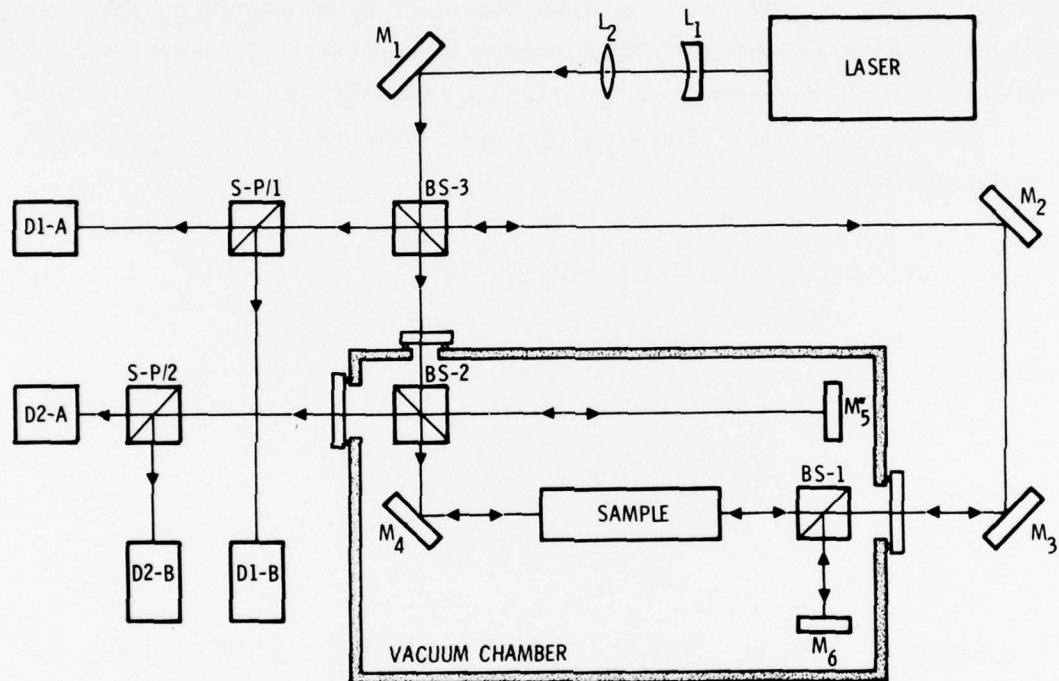 M1
L2
L1
LASER
S-P/1
BS-3
M2
D1-A
S-P/2
BS-2
D2-A
M5
BS-1
SAMPLE
M4
M3
D2-B
D1-B
M6
VACUUM CHAMBER